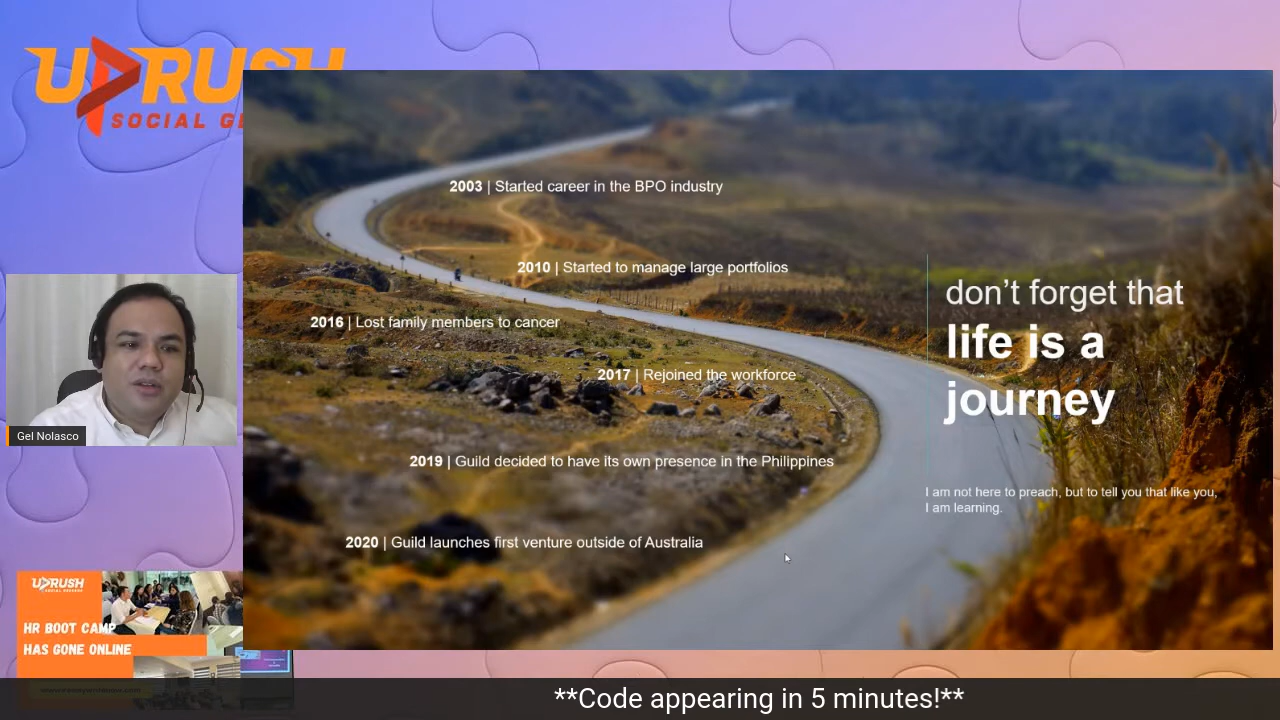 UPRUSH
SOCIAL
2003 | Started career in the BPO industry
2010 | Started to manage large portfolios
2016 | Lost family members to cancer
2017 | Rejoined the workforce
2019 | Guild decided to have its own presence in the Philippines
2020 | Guild launches first venture outside of Australia
don’t forget that
life is a
journey
I am not here to preach, but to tell you that like you,
I am learning.
Gel Nolasco
UPRUSH
HR BOOT CAMP
HAS GONE ONLINE
**Code appearing in 5 minutes!**